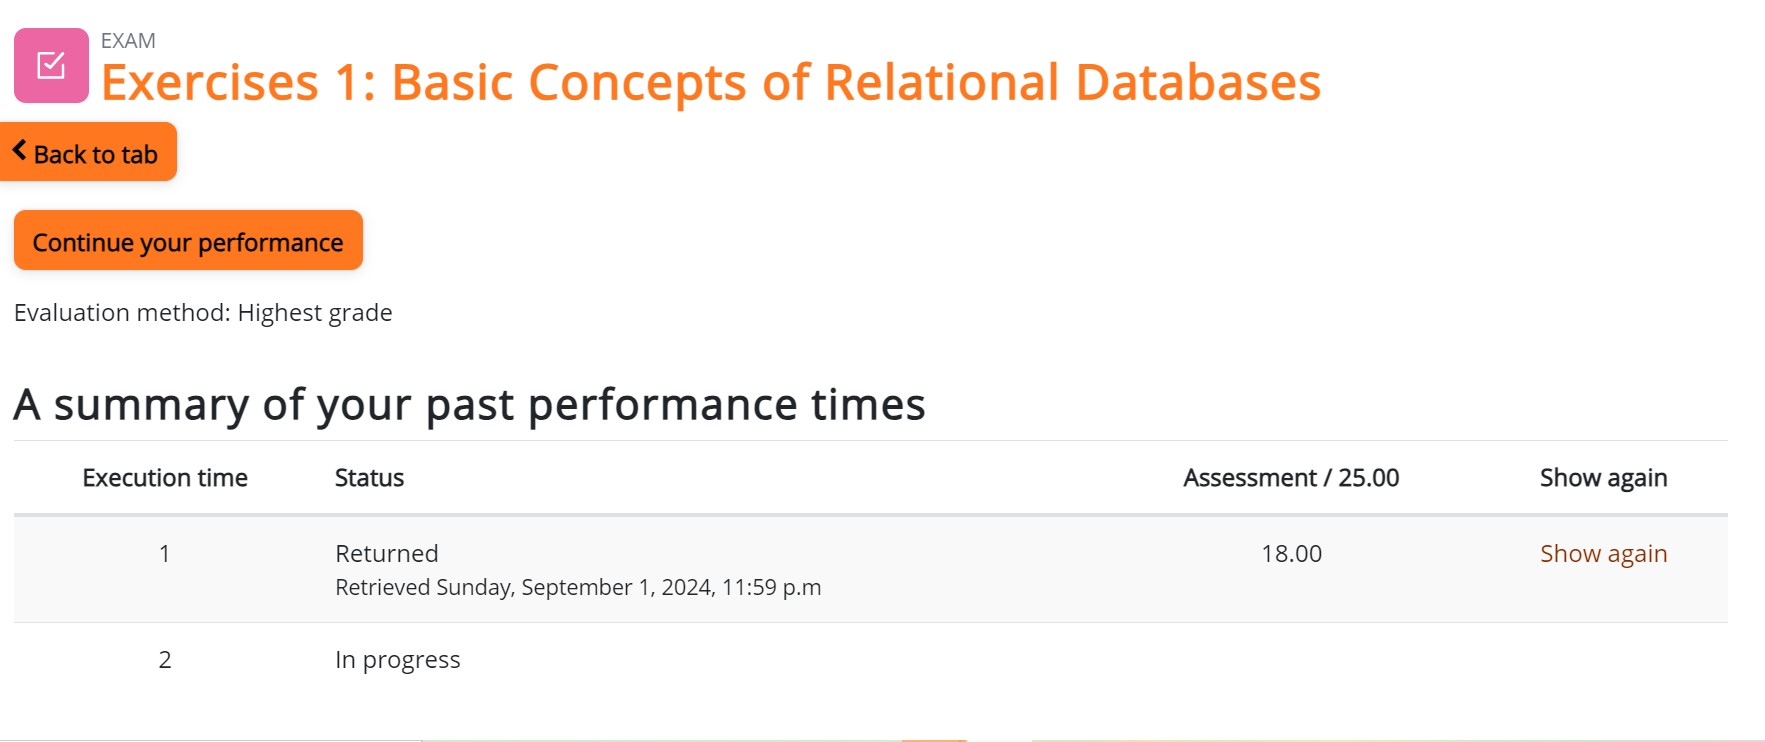 EXAM
Exercises 1: Basic Concepts of Relational Databases
Back to tab
Continue your performance
Evaluation method: Highest grade
A summary of your past performance times
Execution time Status Assessment / 25.00 Show again
1 Returned 18.00 Show again
Retrieved Sunday, September 1, 2024, 11:59 p.m
2 In progress